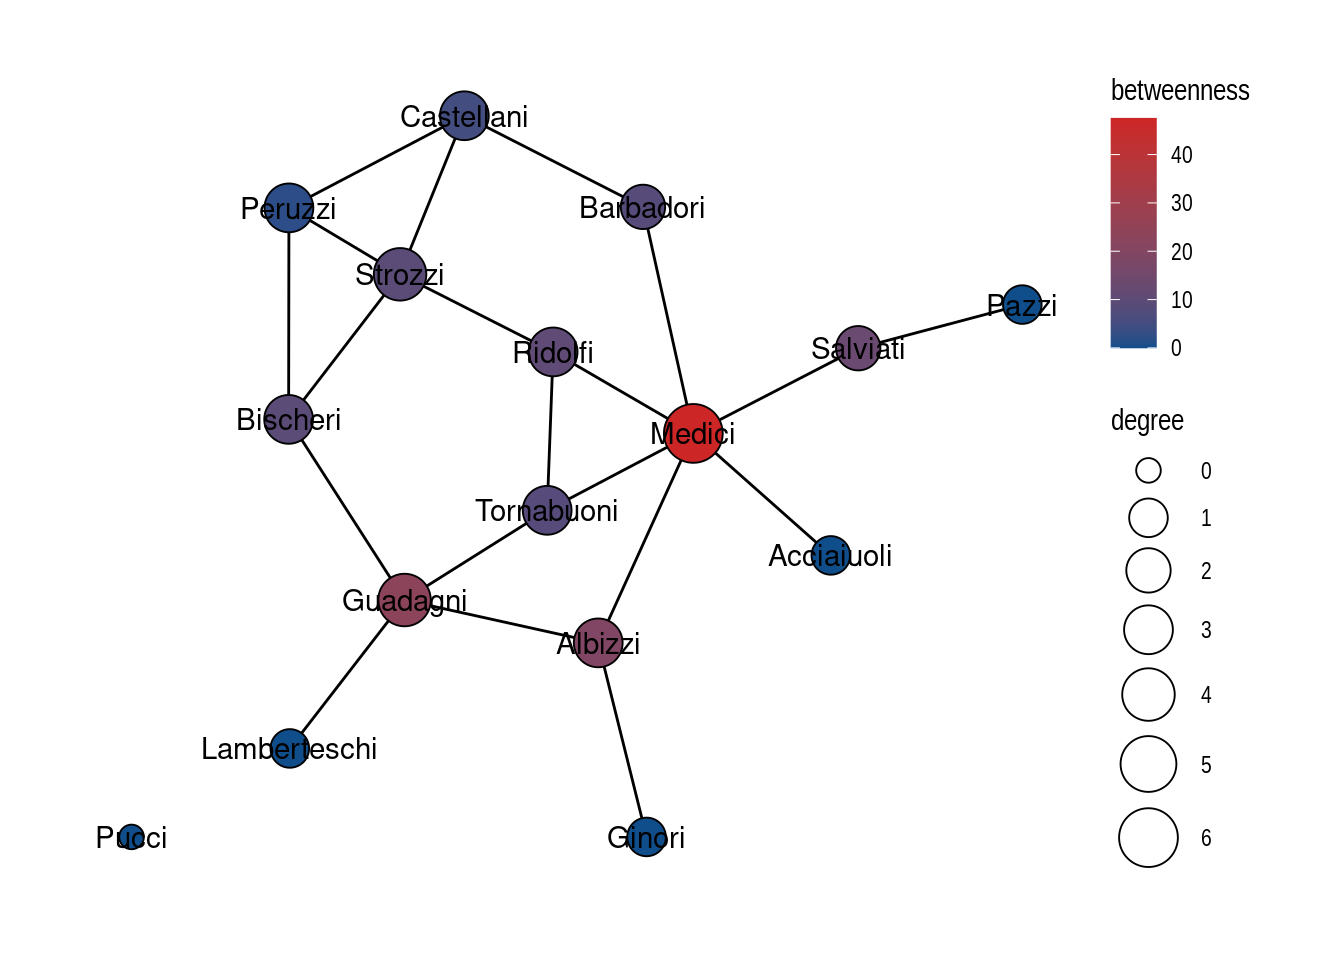 Castellani
Peruzzi
Barbadori
Strozzi
Pazzi
Ridolfi
Salviati
Bischeri
Medici
Tornabuoni
Acciaiuoli
Guadagni
Albizzi
Lamberteschi
Pucci
Ginori
betweenness
40
30
20
10
0
degree
0
1
2
3
4
5
6